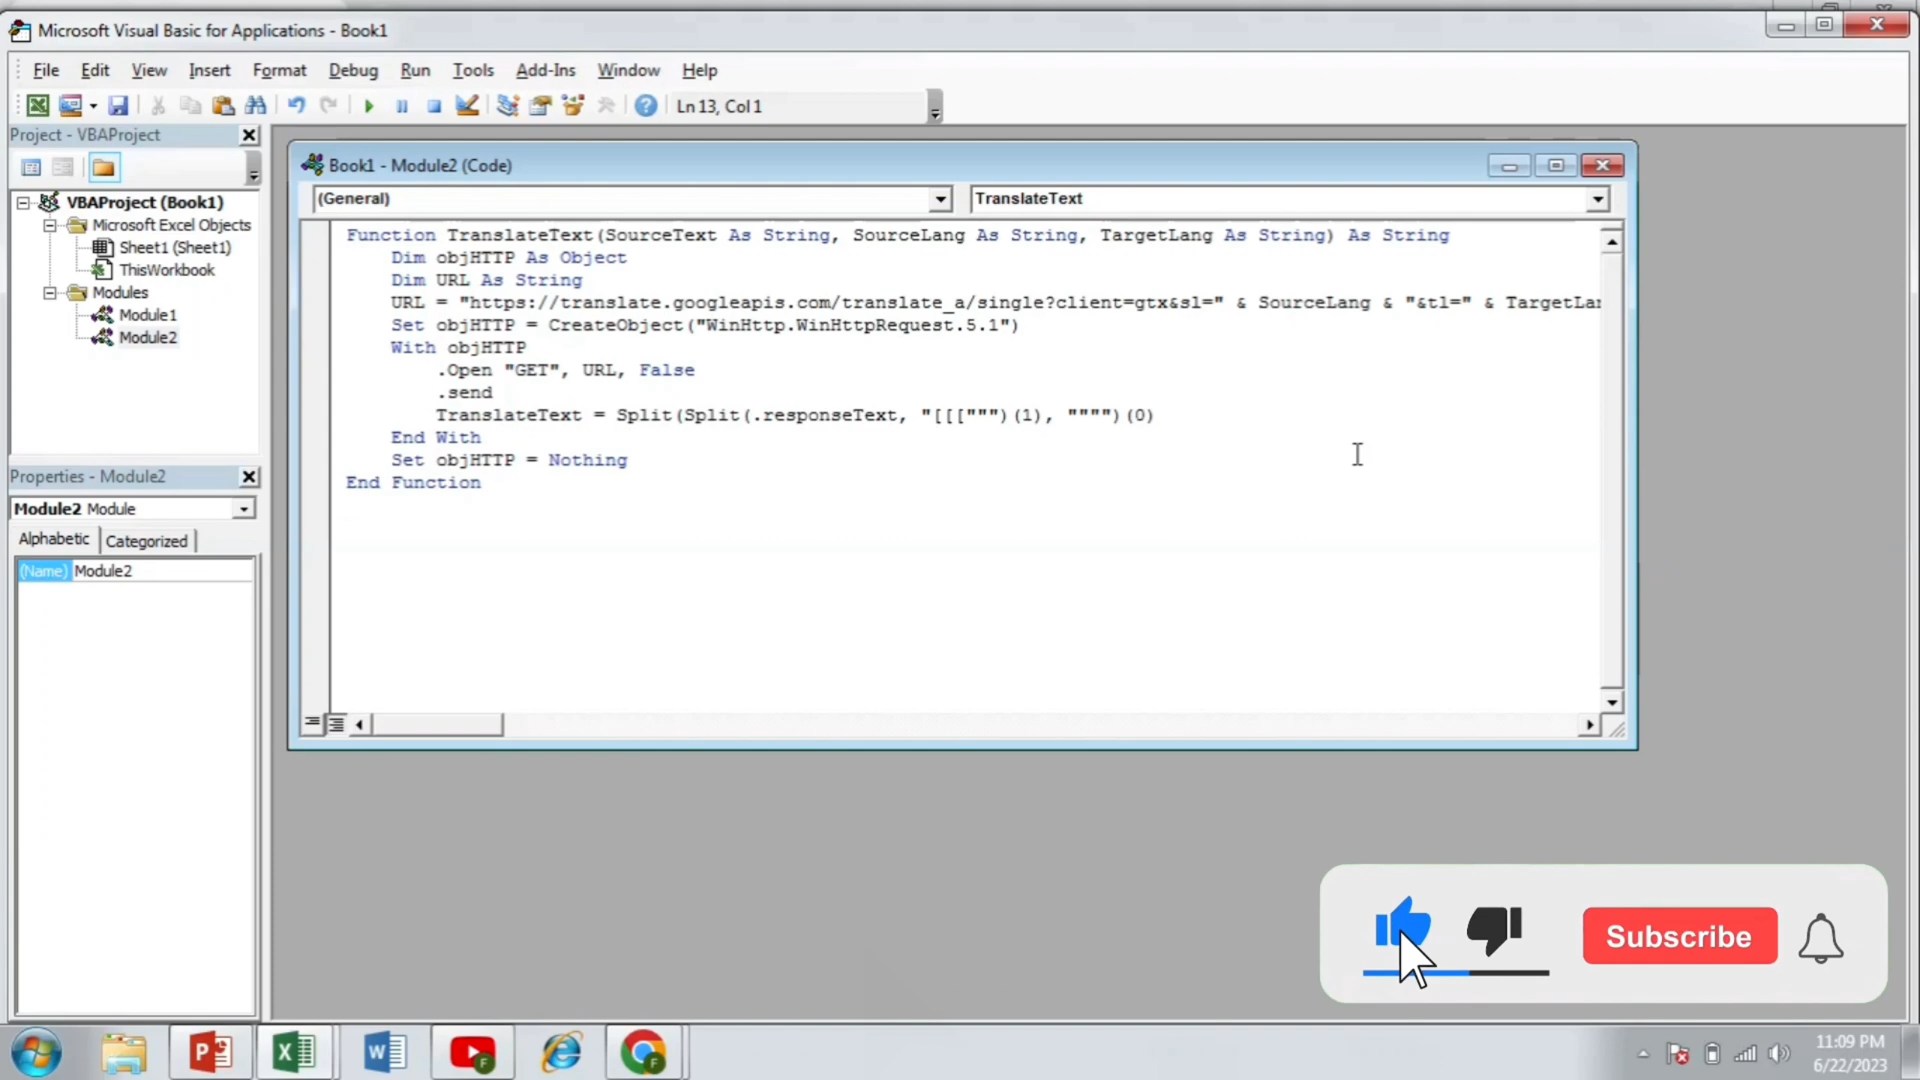 Microsoft Visual Basic for Applications - Book1
File Edit View Insert Format Debug Run Tools Add-Ins Window Help
Ln 13, Col 1
Project - VBAProject
VBAProject (Book1)
Microsoft Excel Objects
Sheet1 (Sheet1)
ThisWorkbook
Modules
Module1
Module2
Properties - Module2
Module2 Module
Alphabetic Categorized
(Name) Module2
Book1 - Module2 (Code)
(General) TranslateText
Function TranslateText(SourceText As String, SourceLang As String, TargetLang As String) As String
Dim objHTTP As Object
Dim URL As String
URL = "https://translate.googleapis.com/translate_a/single?client=gtx&sl=" & SourceLang & "&tl=" & TargetLan
Set objHTTP = CreateObject("WinHttp.WinHttpRequest.5.1")
With objHTTP
.Open "GET", URL, False
.send
TranslateText = Split(Split(.responseText, "[[[""")(1), """")(0)
End With
Set objHTTP = Nothing
End Function
Subscribe
11:09 PM
6/22/2023